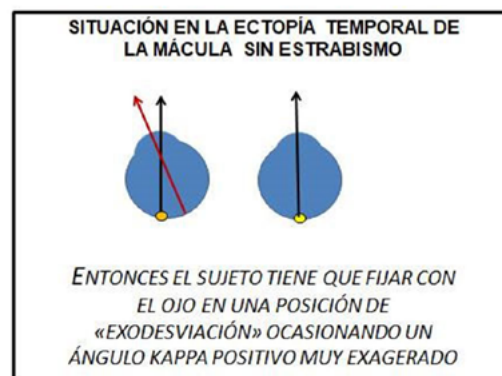 SITUACIÓN EN LA ECTOPÍA TEMPORAL DE
LA MÁCULA SIN ESTRABISMO
ENTONCES EL SUJETO TIENE QUE FIJAR CON
EL OJO EN UNA POSICIÓN DE
«EXODESVIACIÓN» OCASIONANDO UN
ÁNGULO KAPPA POSITIVO MUY EXAGERADO